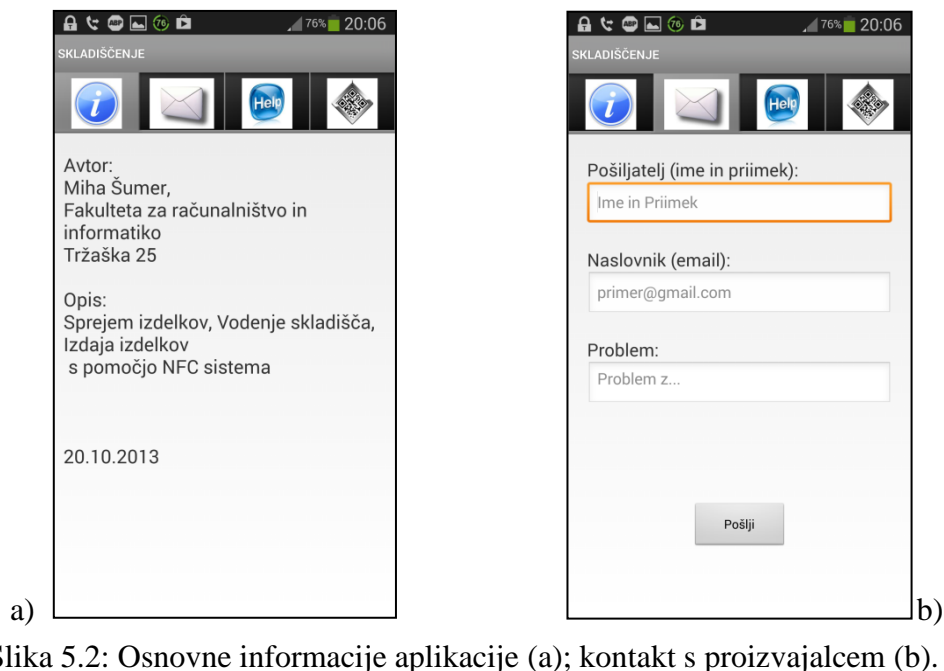 76% 20:06
SKLADIŠČENJE
Help
Avtor:
Miha Šumer,
Fakulteta za računalništvo in
informatiko
Tržaška 25
Opis:
Sprejem izdelkov, Vodenje skladišča,
Izdaja izdelkov
s pomočjo NFC sistema
20.10.2013
a)
76% 20:06
SKLADIŠČENJE
Help
Pošiljatelj (ime in priimek):
Ime in Priimek
Naslovnik (email):
primer@gmail.com
Problem:
Problem z...
Pošlji
b)
Slika 5.2: Osnovne informacije aplikacije (a); kontakt s proizvajalcem (b).